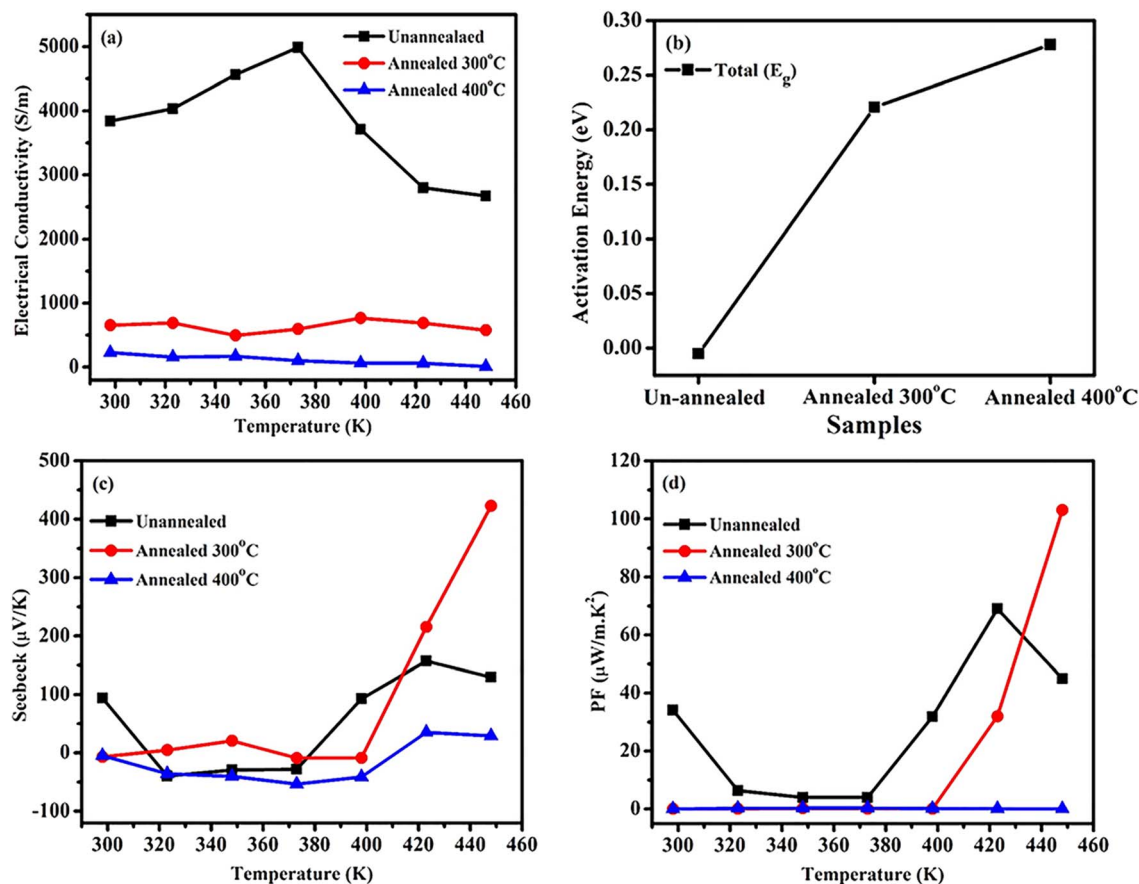 (a)
Unannealaed
Annealed 300°C
Annealed 400°C
5000
4000
3000
2000
1000
0
Electrical Conductivity (S/m)
300 320 340 360 380 400 420 440 460
Temperature (K)
(b)
Total (Eg)
0.30
0.25
0.20
0.15
0.10
0.05
0.00
Activation Energy (eV)
Un-annealed Annealed 300°C Annealed 400°C
Samples
(c)
Unannealed
Annealed 300°C
Annealed 400°C
500
400
300
200
100
0
-100
Seebeck (µV/K)
300 320 340 360 380 400 420 440 460
Temperature (K)
(d)
Unannealed
Annealed 300°C
Annealed 400°C
120
100
80
60
40
20
0
PF (µW/m.K²)
300 320 340 360 380 400 420 440 460
Temperature (K)